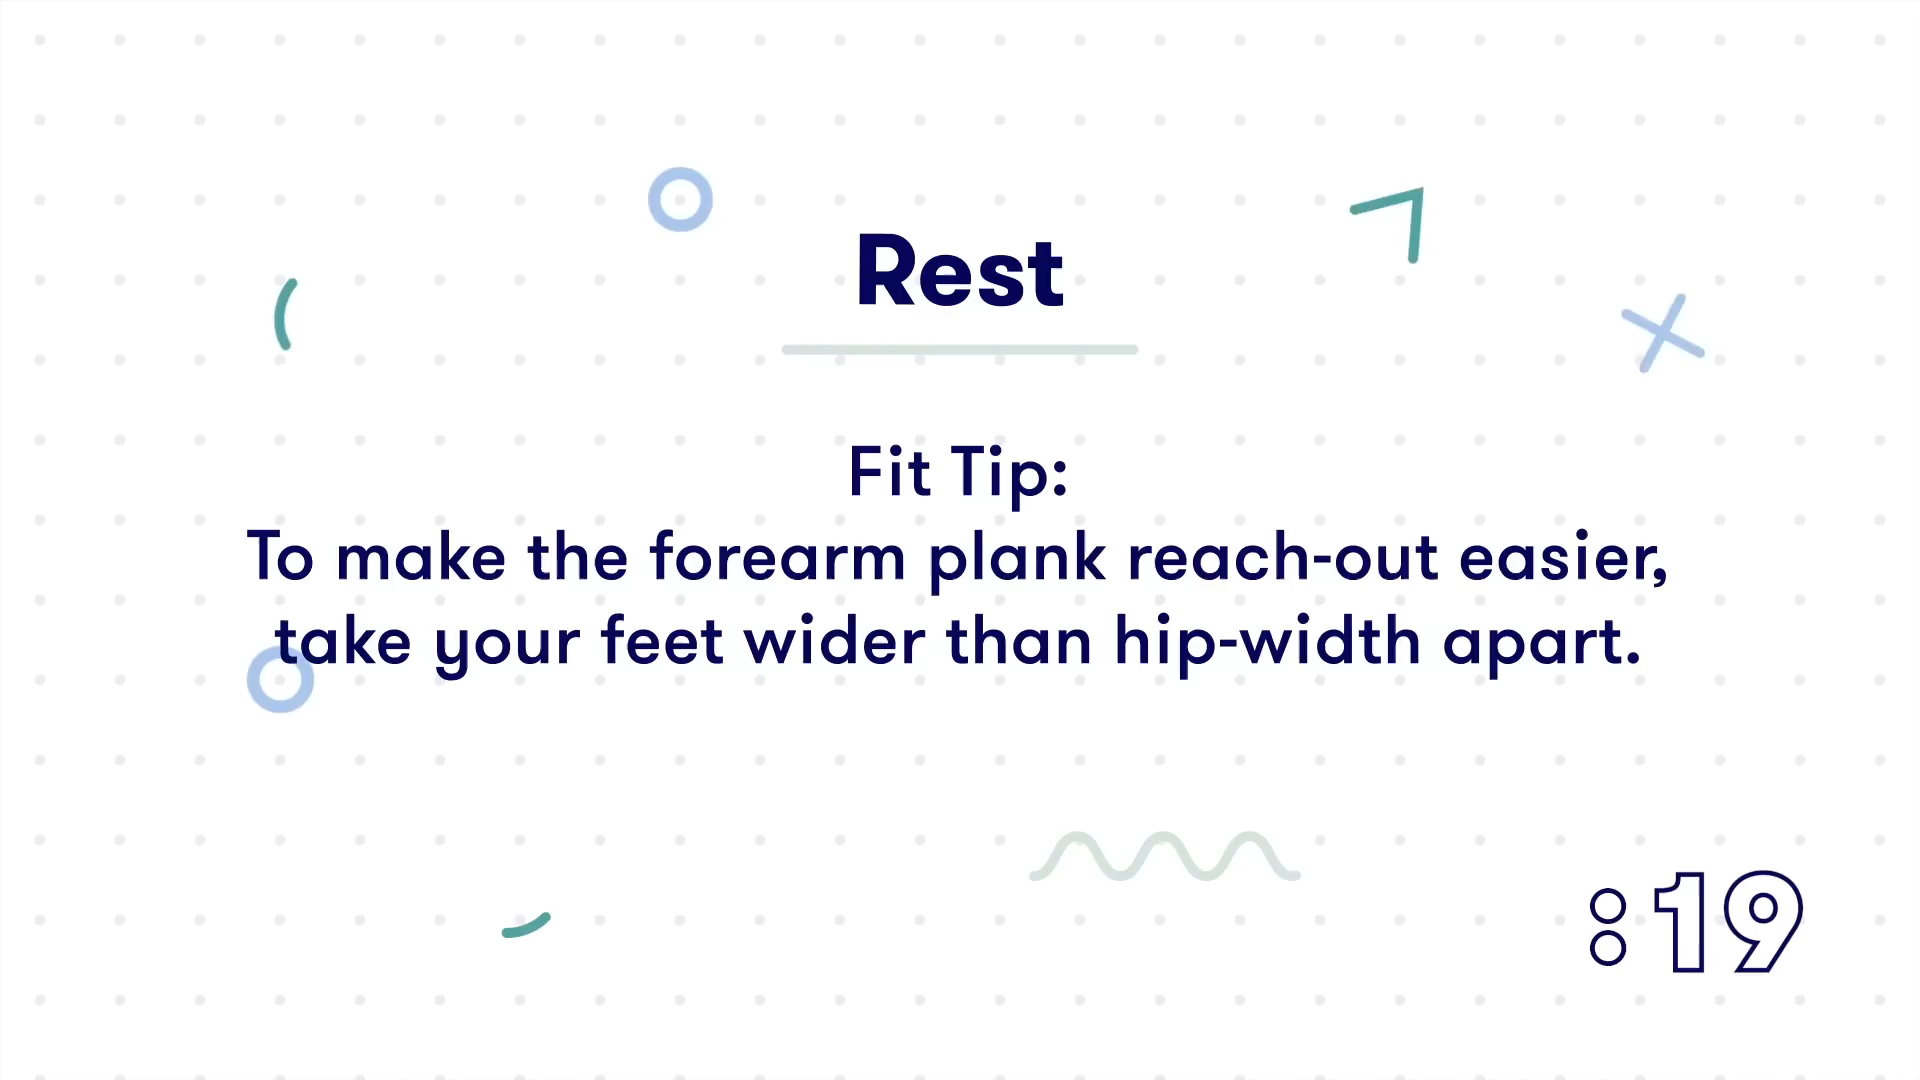 Rest
Fit Tip:
To make the forearm plank reach-out easier,
take your feet wider than hip-width apart.
:19